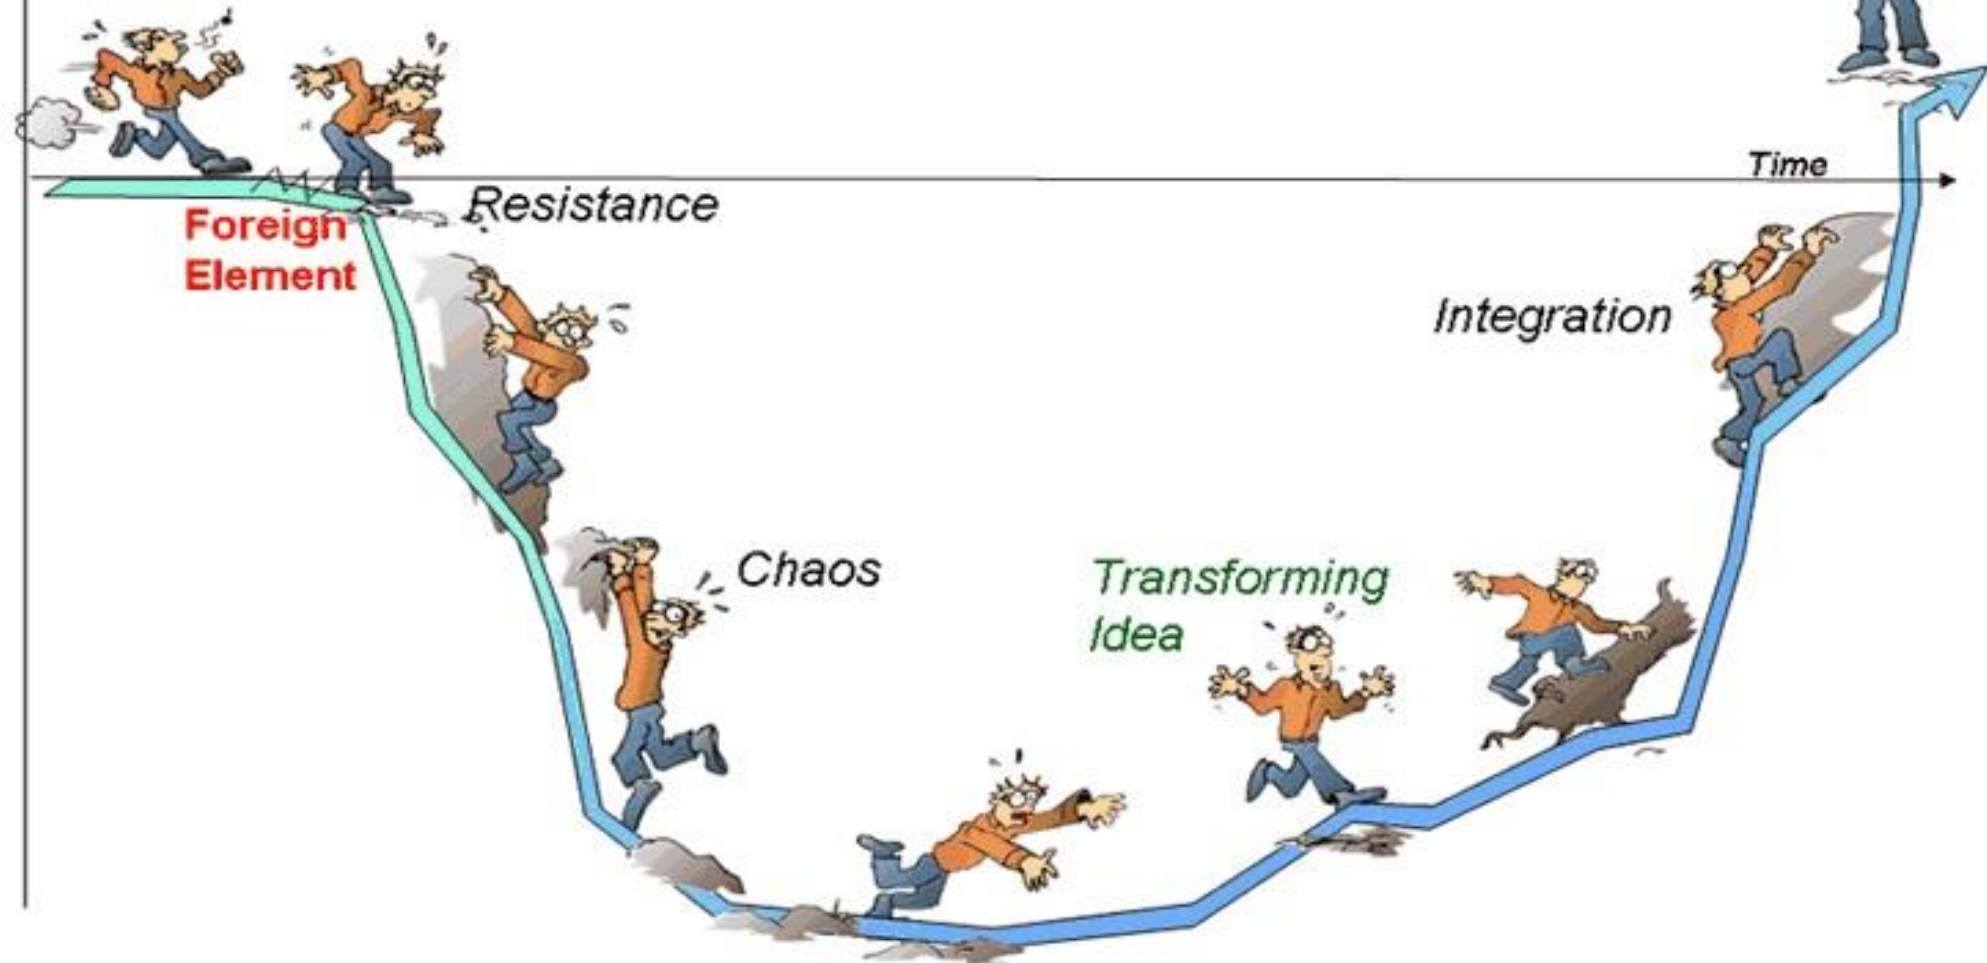 Time
Resistance
Foreign
Element
Integration
Chaos
Transforming
Idea